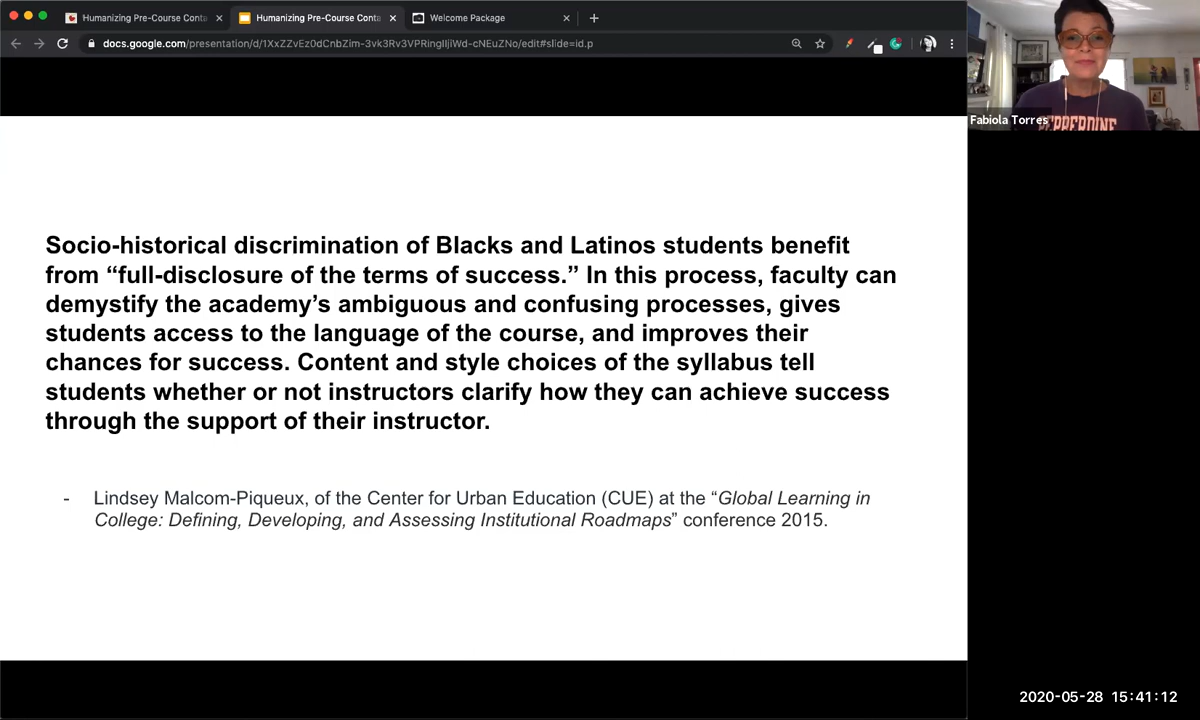 Humanizing Pre-Course Conta
Humanizing Pre-Course Conta
Welcome Package
docs.google.com/presentation/d/1XxZZvEz0dCnbZim-3vk3Rv3VPRingIIjiWd-cNEuZNo/edit#slide=id.p
Fabiola Torres
PEPPERDINE
Socio-historical discrimination of Blacks and Latinos students benefit
from “full-disclosure of the terms of success.” In this process, faculty can
demystify the academy’s ambiguous and confusing processes, gives
students access to the language of the course, and improves their
chances for success. Content and style choices of the syllabus tell
students whether or not instructors clarify how they can achieve success
through the support of their instructor.
- Lindsey Malcom-Piqueux, of the Center for Urban Education (CUE) at the “Global Learning in
College: Defining, Developing, and Assessing Institutional Roadmaps” conference 2015.
2020-05-28 15:41:12